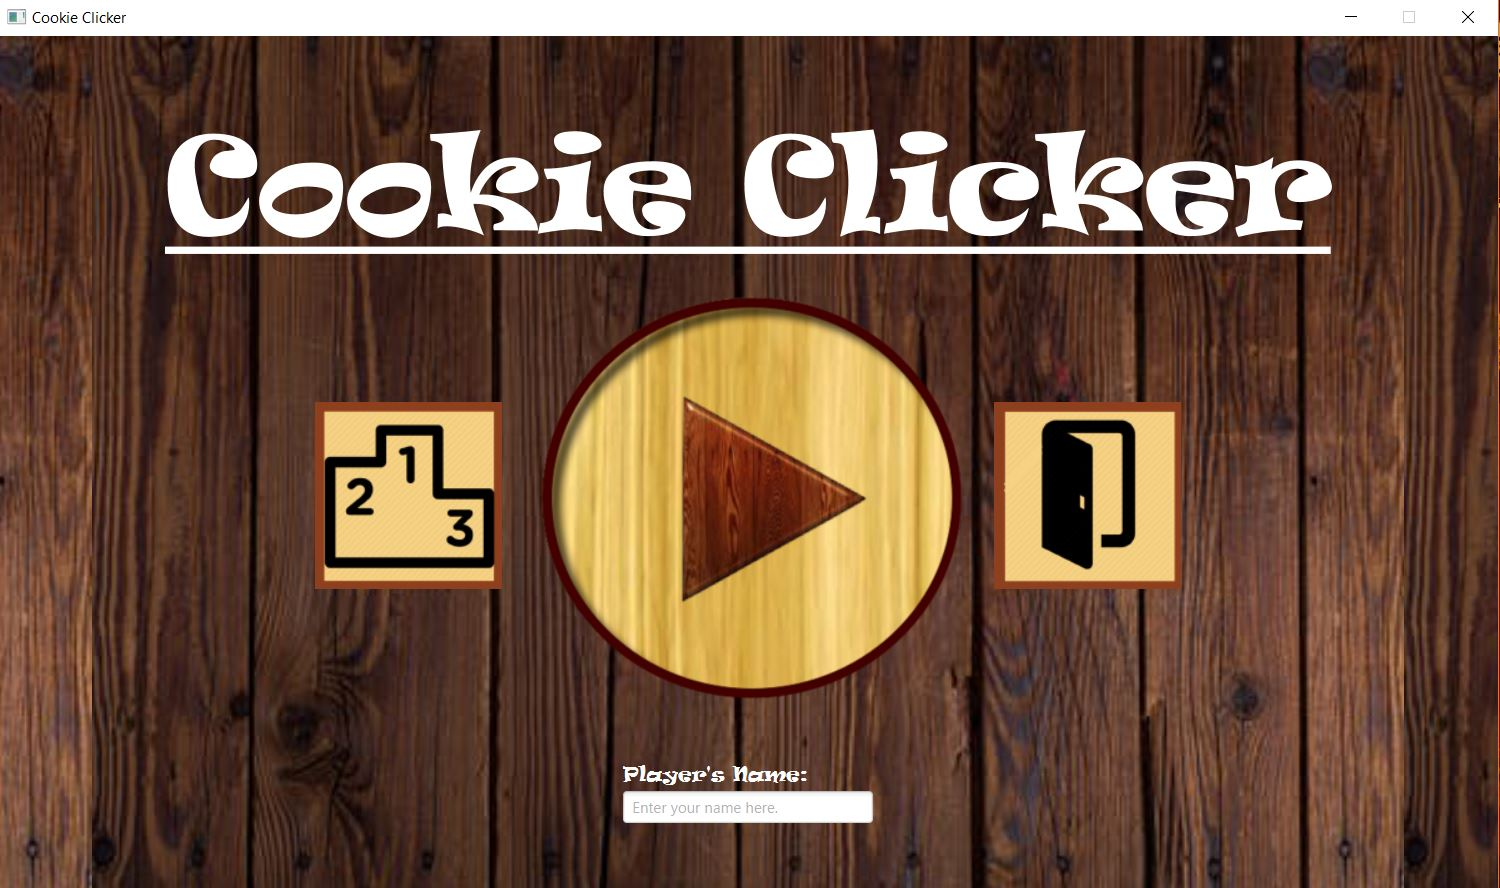 Cookie Clicker
Cookie Clicker
1
2
3
Player's Name:
Enter your name here.